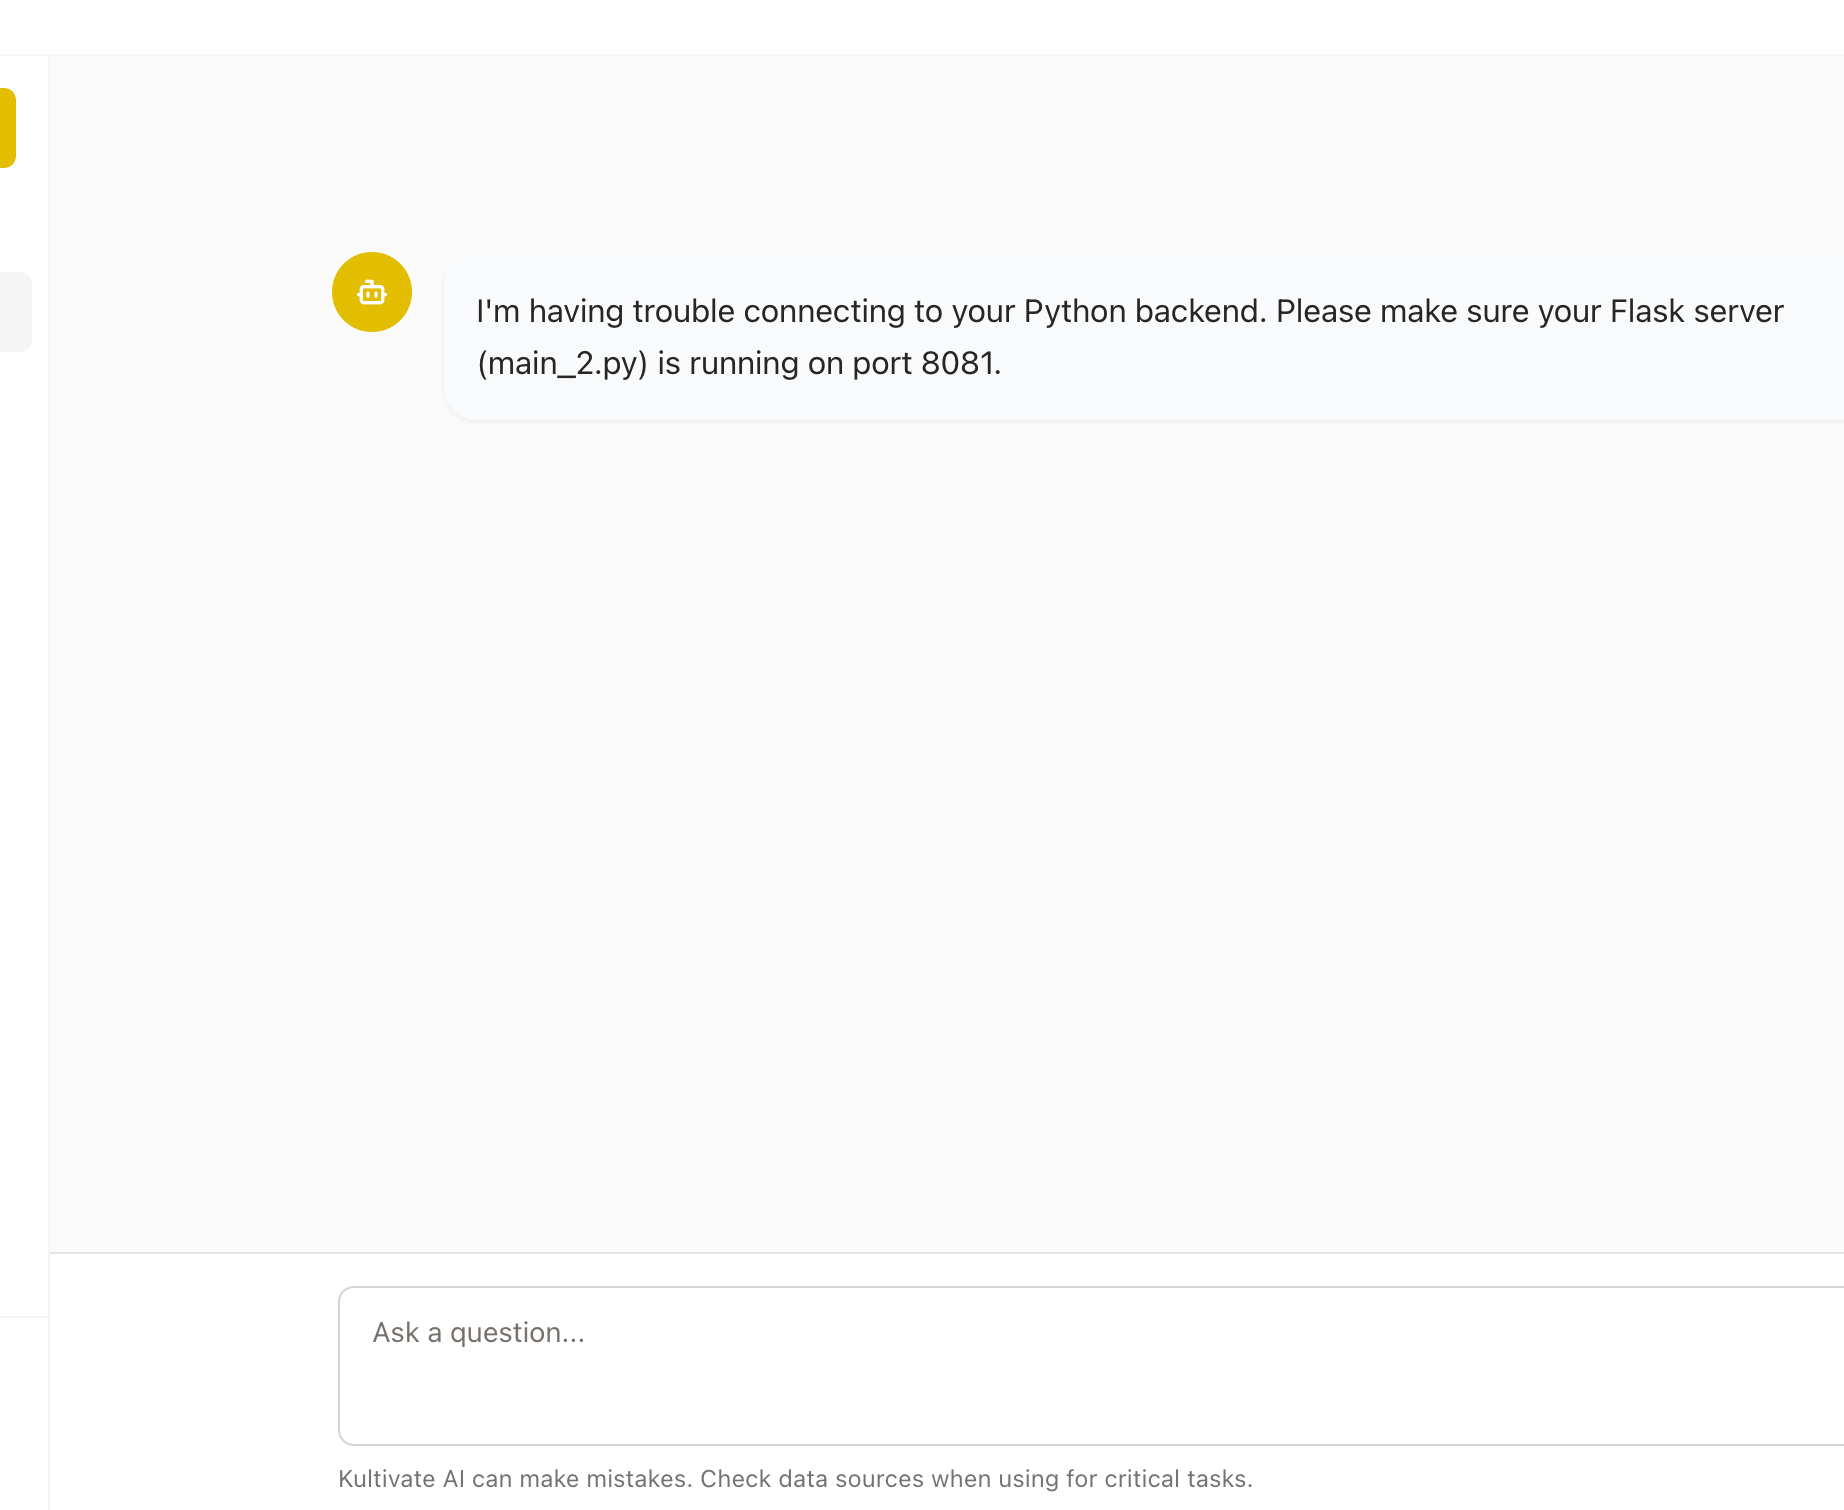 I'm having trouble connecting to your Python backend. Please make sure your Flask server
(main_2.py) is running on port 8081.
Ask a question...
Kultivate AI can make mistakes. Check data sources when using for critical tasks.